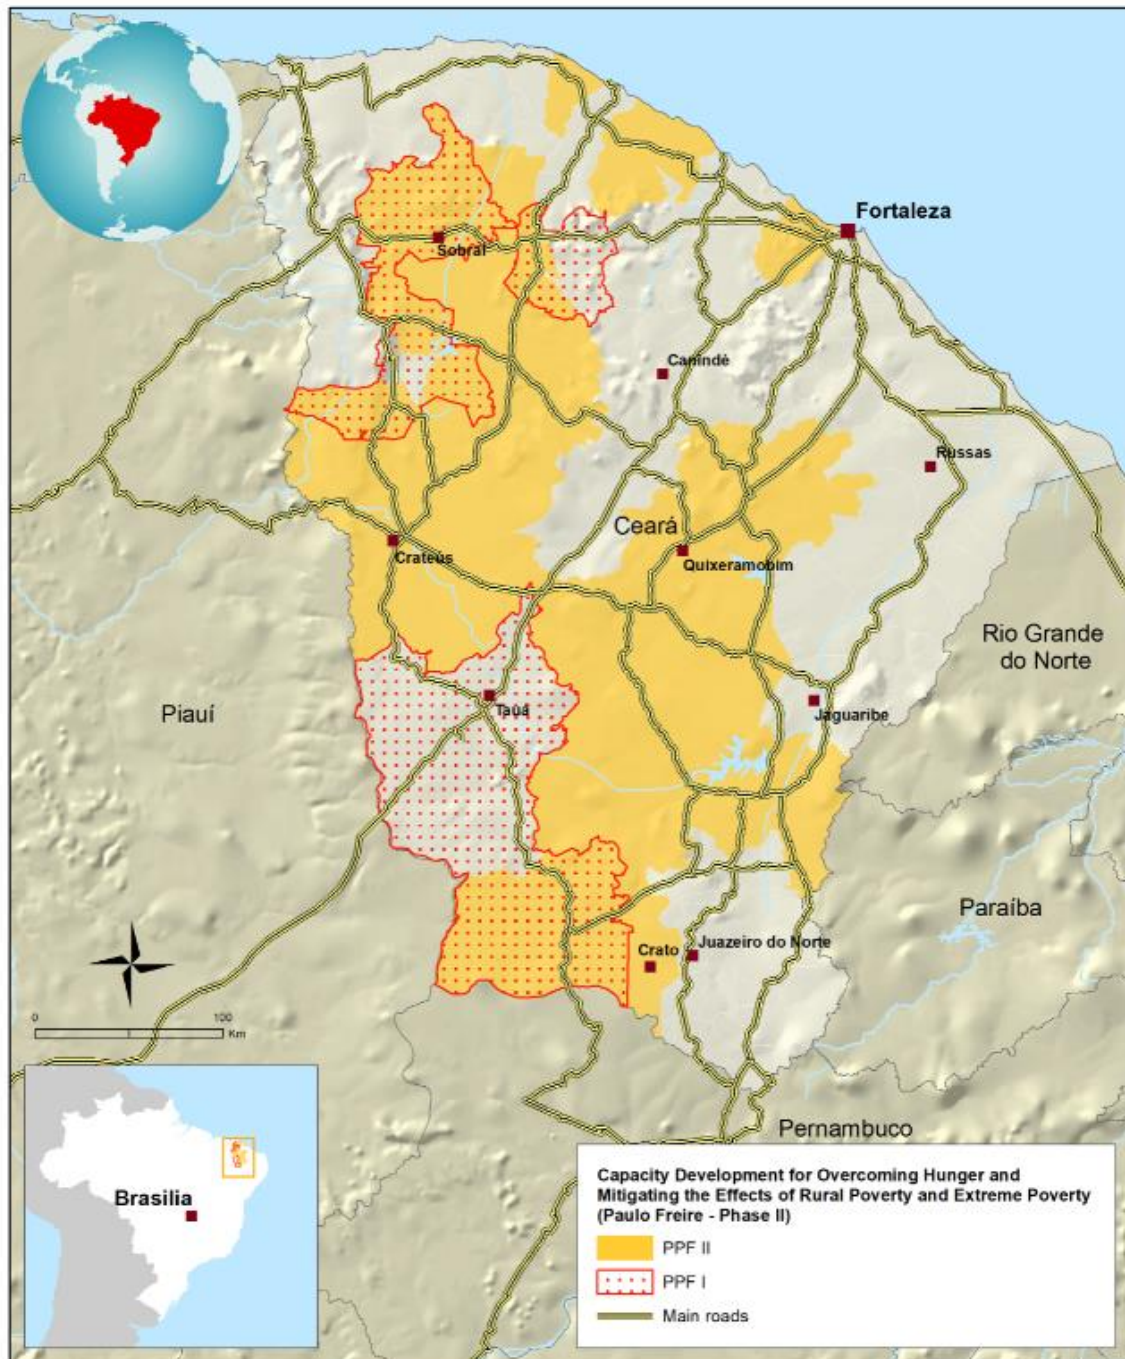 Fortaleza
Sobral
Canindé
Russas
Ceará
Crateús
Quixeramobim
Rio Grande
do Norte
Piauí
Tauá
Jaguaribe
Paraíba
Crato
Juazeiro do Norte
0
100
Km
Pernambuco
Brasilia
Capacity Development for Overcoming Hunger and
Mitigating the Effects of Rural Poverty and Extreme Poverty
(Paulo Freire - Phase II)
PPF II
PPF I
Main roads